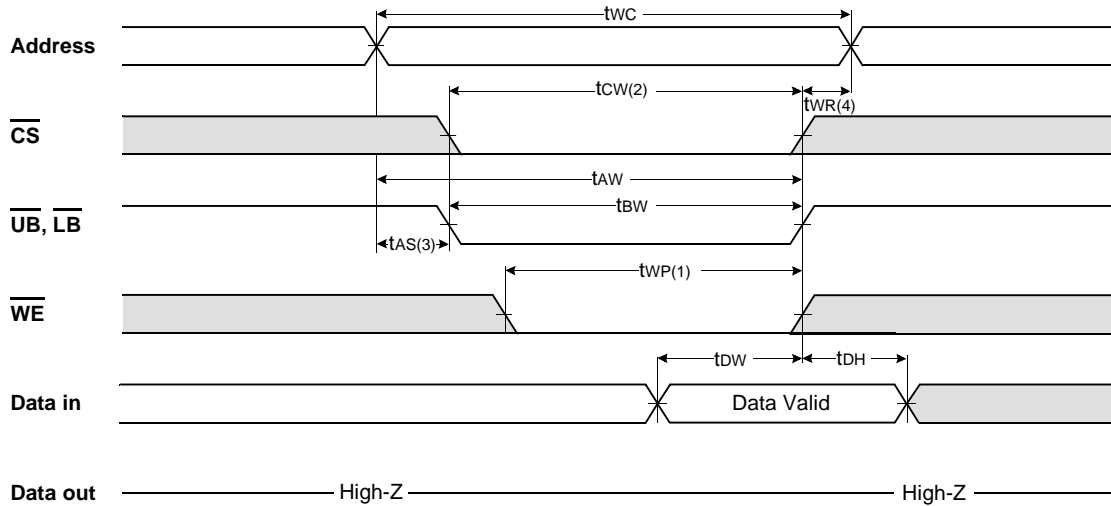 tWC
Address
tCW(2)
tWR(4)
CS
tAW
tBW
UB, LB
tAS(3)
tWP(1)
WE
tDW
tDH
Data in
Data Valid
Data out
High-Z
High-Z